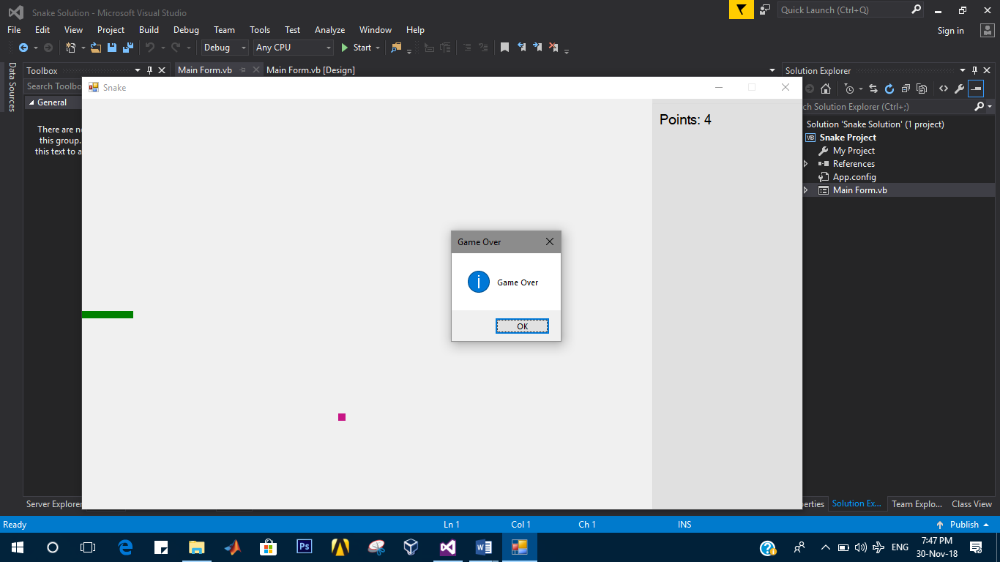 Snake Solution - Microsoft Visual Studio
Quick Launch (Ctrl+Q)
File Edit View Project Build Debug Team Tools Test Analyze Window Help
Sign in
Debug Any CPU Start
Data Sources
Toolbox
Main Form.vb Main Form.vb [Design]
Solution Explorer
Search Toolbo
Snake
ch Solution Explorer (Ctrl+;)
General
There are n
this group.
this text to a
Points: 4
Solution 'Snake Solution' (1 project)
VB Snake Project
My Project
References
App.config
Main Form.vb
Game Over
Game Over
OK
Server Explorer
erties Solution Ex... Team Explo... Class View
Ready Ln 1 Col 1 Ch 1 INS Publish
Ps
ENG
7:47 PM
30-Nov-18